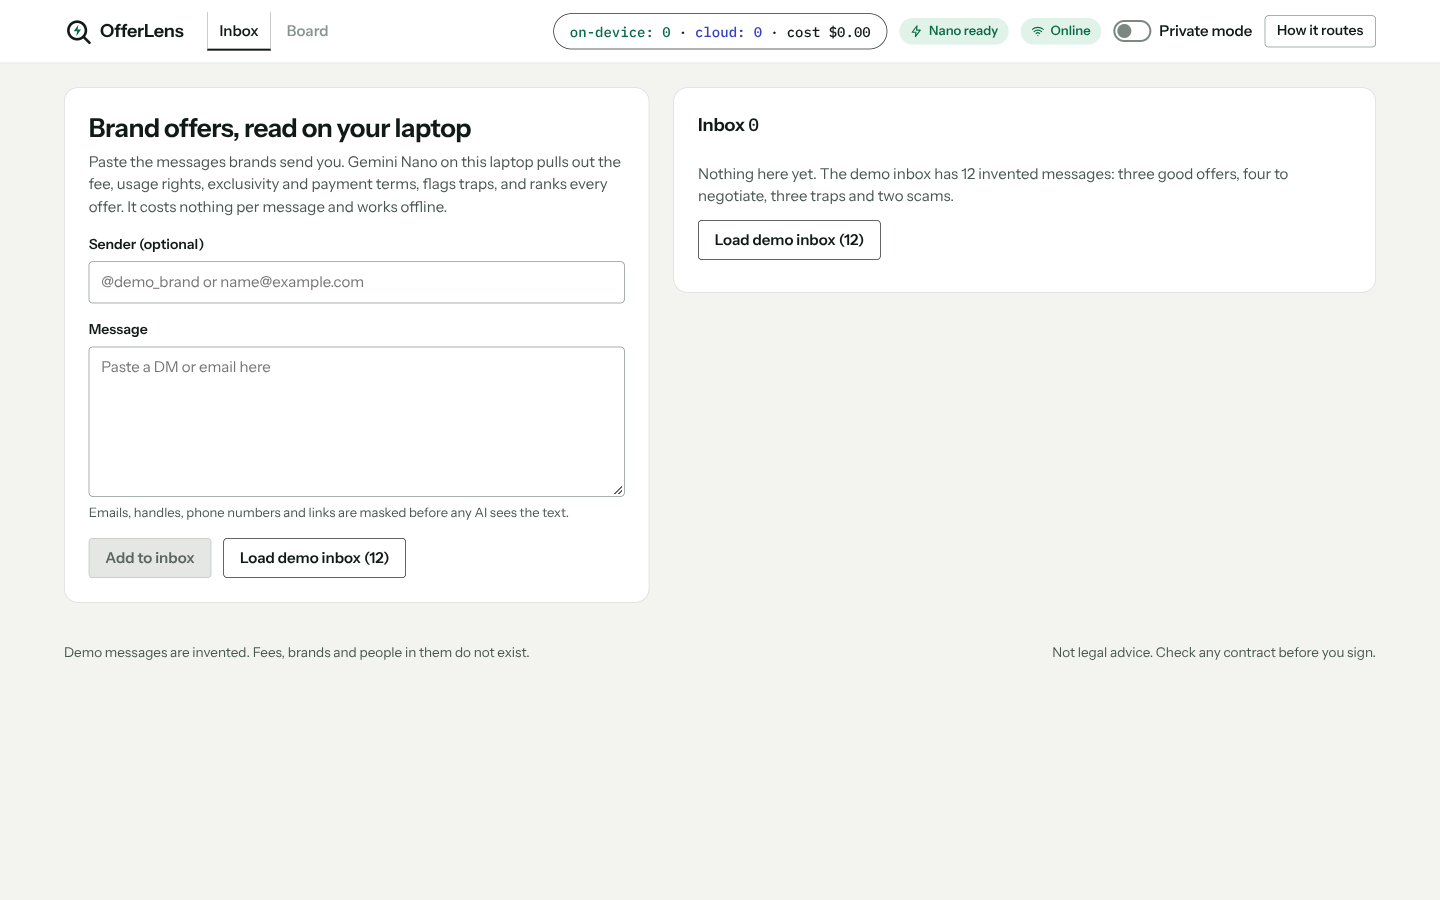 OfferLens
Inbox
Board
on-device: 0 · cloud: 0 · cost $0.00
Nano ready
Online
Private mode
How it routes
Brand offers, read on your laptop
Paste the messages brands send you. Gemini Nano on this laptop pulls out the
fee, usage rights, exclusivity and payment terms, flags traps, and ranks every
offer. It costs nothing per message and works offline.
Sender (optional)
@demo_brand or name@example.com
Message
Paste a DM or email here
Emails, handles, phone numbers and links are masked before any AI sees the text.
Add to inbox
Load demo inbox (12)
Inbox 0
Nothing here yet. The demo inbox has 12 invented messages: three good offers, four to
negotiate, three traps and two scams.
Load demo inbox (12)
Demo messages are invented. Fees, brands and people in them do not exist.
Not legal advice. Check any contract before you sign.